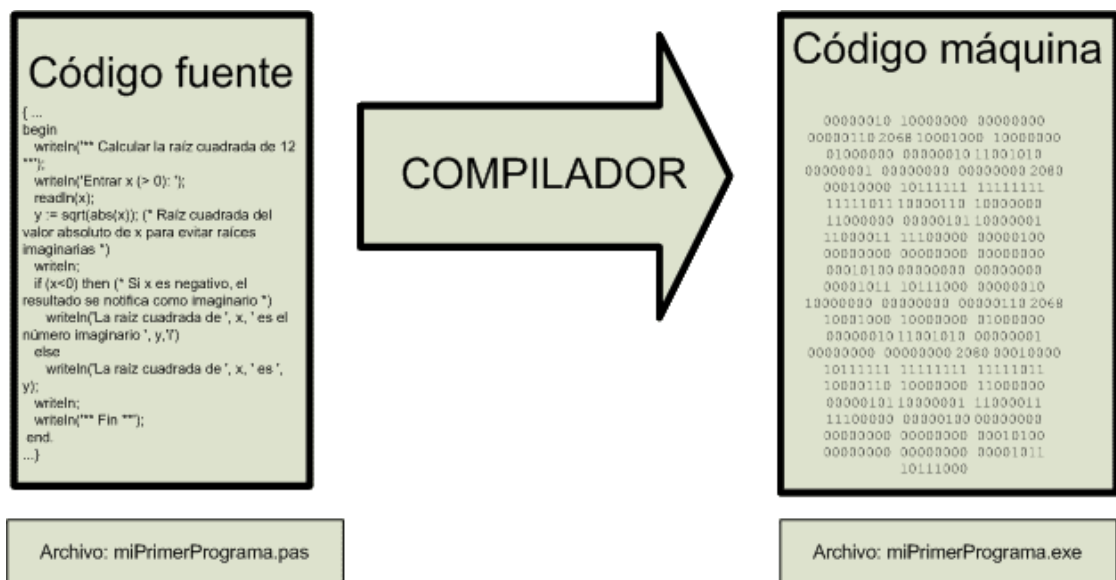 Código fuente
{ ...
begin
writeln('** Calcular la raíz cuadrada de 12
**');
writeln('Entrar x (> 0): ');
readln(x);
y := sqrt(abs(x)); (* Raíz cuadrada del
valor absoluto de x para evitar raíces
imaginarias *)
writeln;
if (x<0) then (* Si x es negativo, el
resultado se notifica como imaginario *)
writeln('La raíz cuadrada de ', x, ' es el
número imaginario ', y,'i')
else
writeln('La raíz cuadrada de ', x, ' es ',
y);
writeln;
writeln('** Fin **');
end.
...}
Archivo: miPrimerPrograma.pas
COMPILADOR
Código máquina
00000010 10000000 00000000
00000110 2068 10001000 10000000
01000000 00000010 11001010
00000001 00000000 00000000 2080
00010000 10111111 11111111
11111011 10000110 10000000
11000000 00000101 10000001
11000011 11100000 00000100
00000000 00000000 00000000
00010100 00000000 00000000
00001011 10111000 00000010
10000000 00000000 00000110 2068
10001000 10000000 01000000
00000010 11001010 00000001
00000000 00000000 2080 00010000
10111111 11111111 11111011
10000110 10000000 11000000
00000101 10000001 11000011
11100000 00000100 00000000
00000000 00000000 00010100
00000000 00000000 00001011
10111000
Archivo: miPrimerPrograma.exe